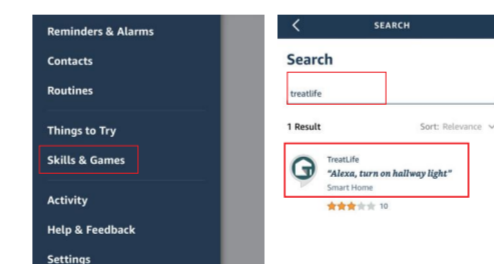 Reminders & Alarms
Contacts
Routines
Things to Try
Skills & Games
Activity
Help & Feedback
Settings
SEARCH
Search
treatlife
1 Result
Sort: Relevance
TreatLife
"Alexa, turn on hallway light"
Smart Home
10